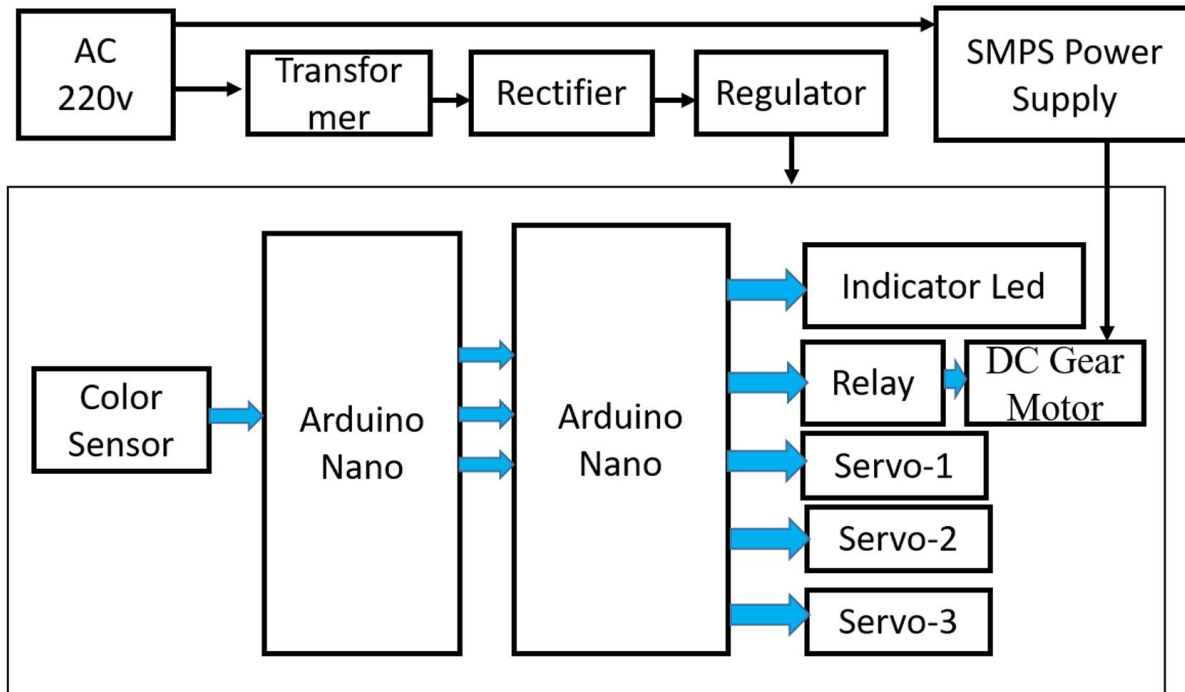 AC
220v
Transfor
mer
Rectifier
Regulator
SMPS Power
Supply
Color
Sensor
Arduino
Nano
Arduino
Nano
Indicator Led
Relay
DC Gear
Motor
Servo-1
Servo-2
Servo-3